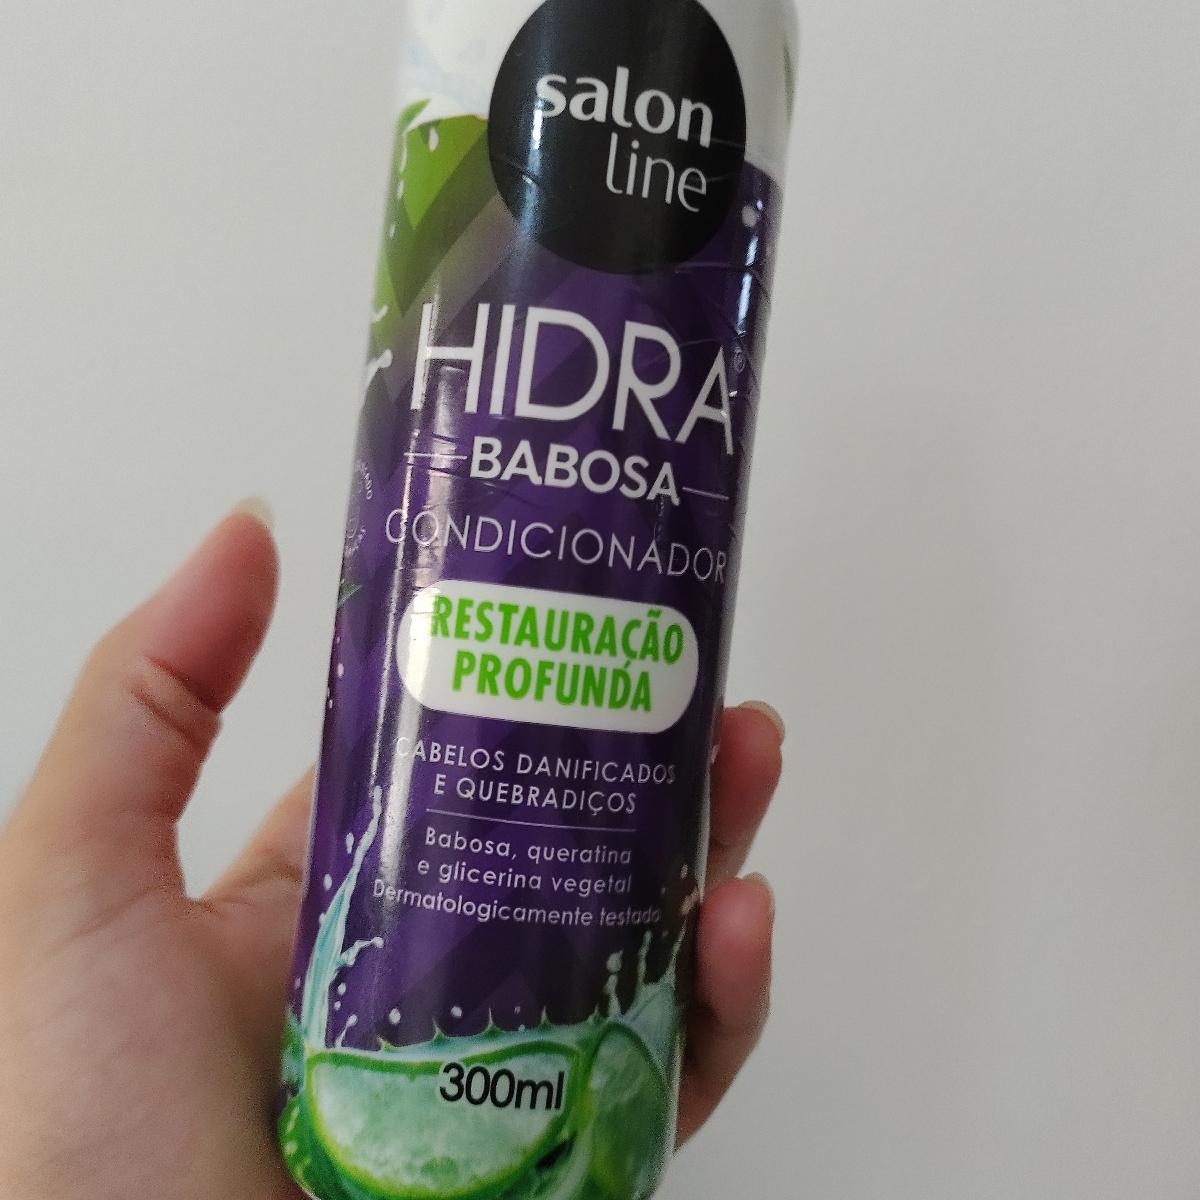 salon
line
HIDRA®
BABOSA
CONDICIONADOR
RESTAURAÇÃO
PROFUNDA
CABELOS DANIFICADOS
E QUEBRADIÇOS
Babosa, queratina
e glicerina vegetal
Dermatologicamente testado
300ml